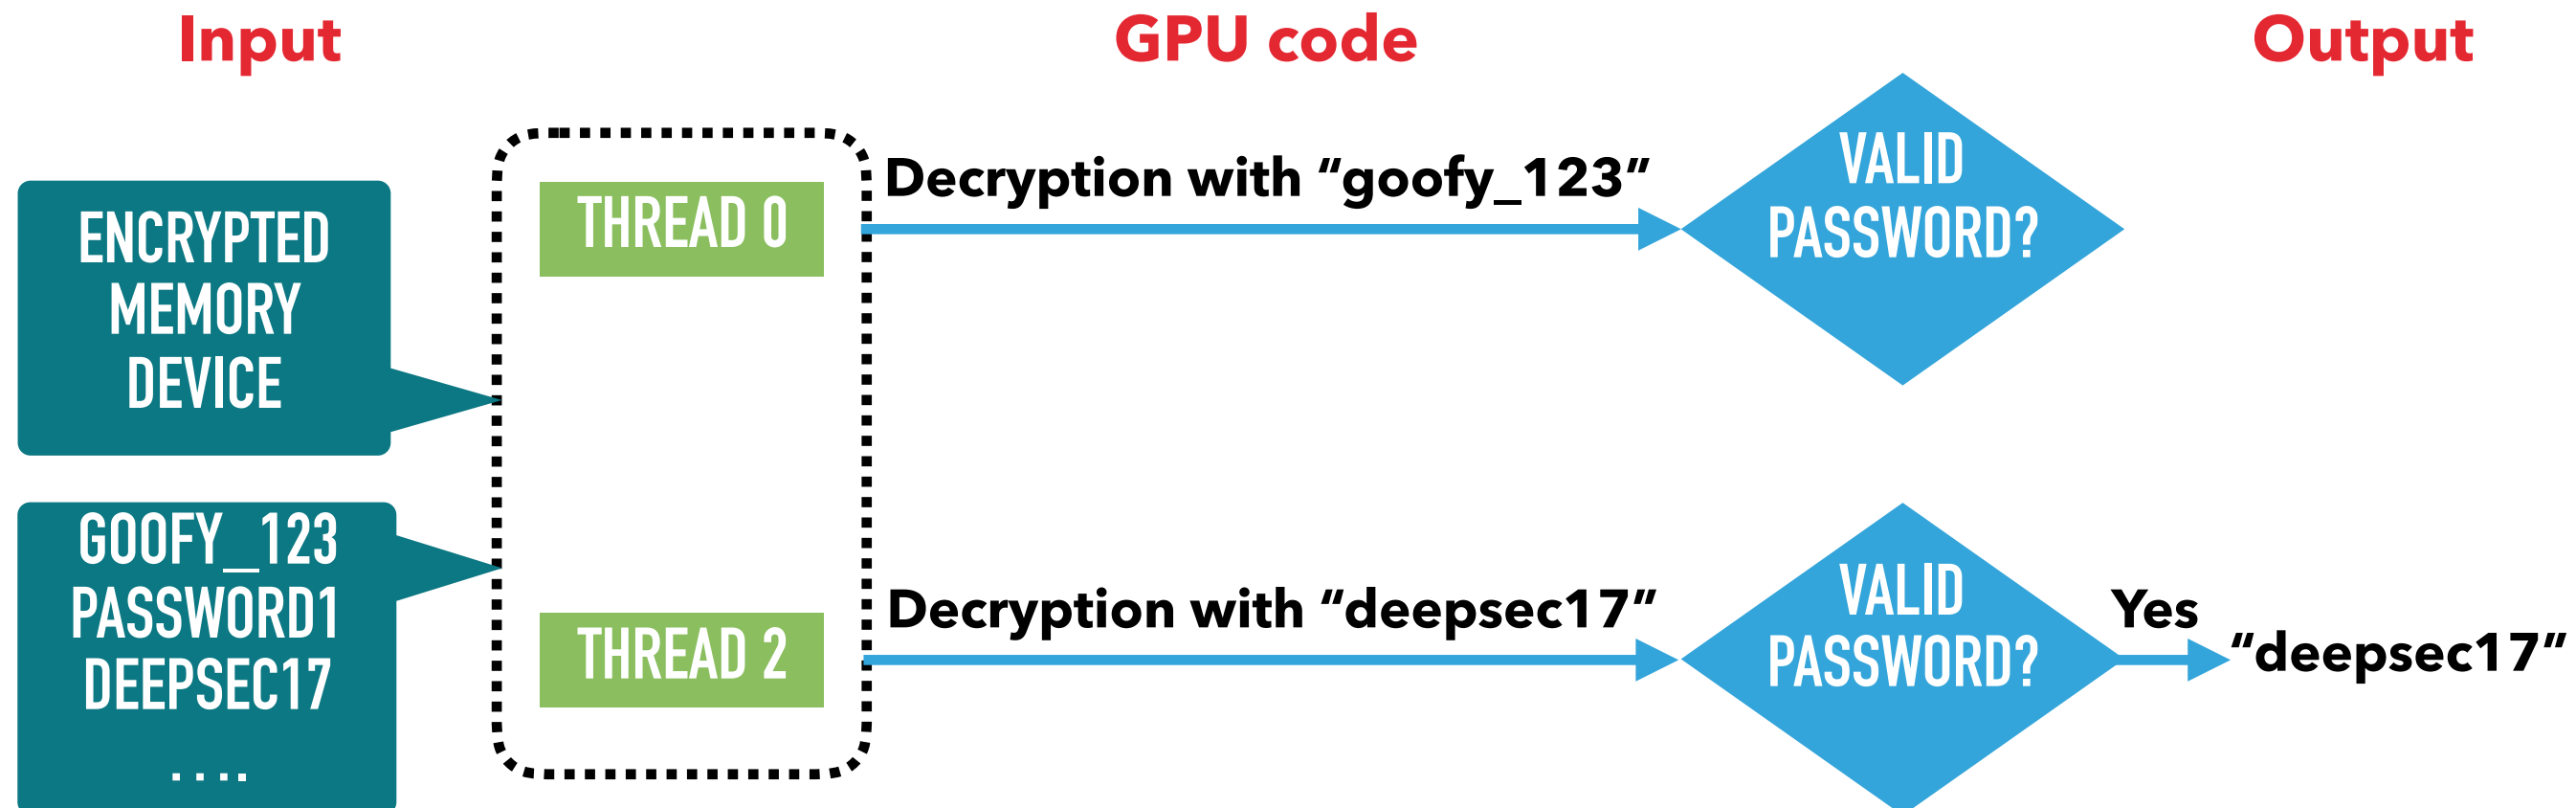 Input
GPU code
Output
ENCRYPTED
MEMORY
DEVICE
GOOFY_123
PASSWORD1
DEEPSEC17
....
THREAD 0
Decryption with “goofy_123”
VALID
PASSWORD?
THREAD 2
Decryption with “deepsec17”
VALID
PASSWORD?
Yes
“deepsec17”